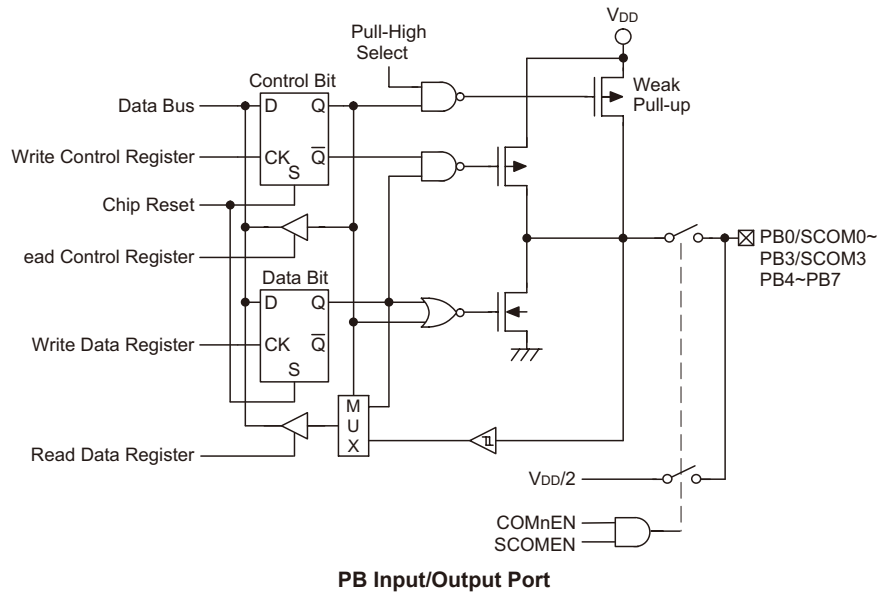 VDD
Pull-High
Select
Control Bit
Weak
Pull-up
Data Bus
D
Q
Write Control Register
CK
Q
S
Chip Reset
ead Control Register
Data Bit
D
Q
PB0/SCOM0~
PB3/SCOM3
PB4~PB7
Write Data Register
CK
Q
S
M
U
X
Read Data Register
VDD/2
COMnEN
SCOMEN
PB Input/Output Port